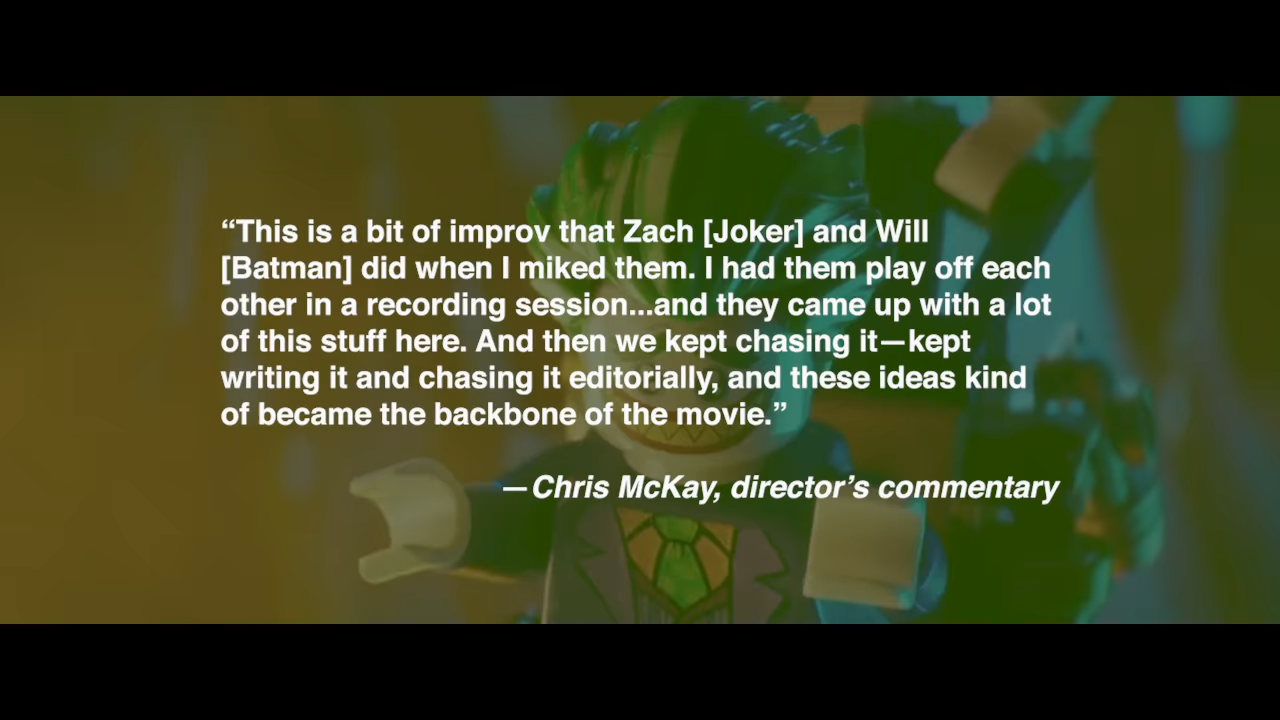 “This is a bit of improv that Zach [Joker] and Will
[Batman] did when I miked them. I had them play off each
other in a recording session...and they came up with a lot
of this stuff here. And then we kept chasing it—kept
writing it and chasing it editorially, and these ideas kind
of became the backbone of the movie.”
—Chris McKay, director’s commentary